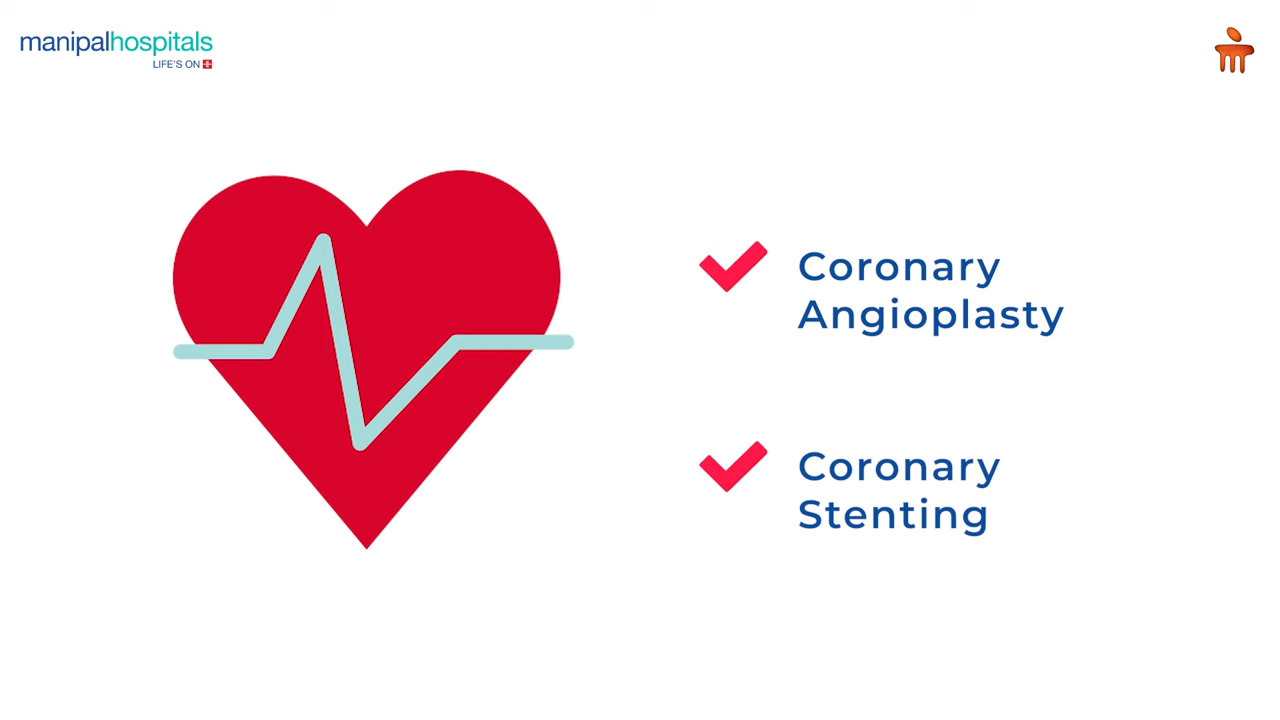 manipalhospitals
LIFE'S ON
Coronary
Angioplasty
Coronary
Stenting